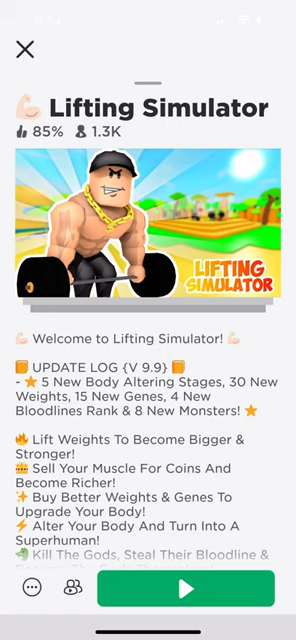 6:57
💪🏻 Lifting Simulator
85% 1.3K
LIFTING
SIMULATOR
💪🏻 Welcome to Lifting Simulator! 💪🏻
📙 UPDATE LOG {V 9.9} 📙
- ⭐ 5 New Body Altering Stages, 30 New
Weights, 15 New Genes, 4 New
Bloodlines Rank & 8 New Monsters! ⭐
🔥 Lift Weights To Become Bigger &
Stronger!
🍔 Sell Your Muscle For Coins And
Become Richer!
✨ Buy Better Weights & Genes To
Upgrade Your Body!
⚡ Alter Your Body And Turn Into A
Superhuman!
🐲 Kill The Gods, Steal Their Bloodline &